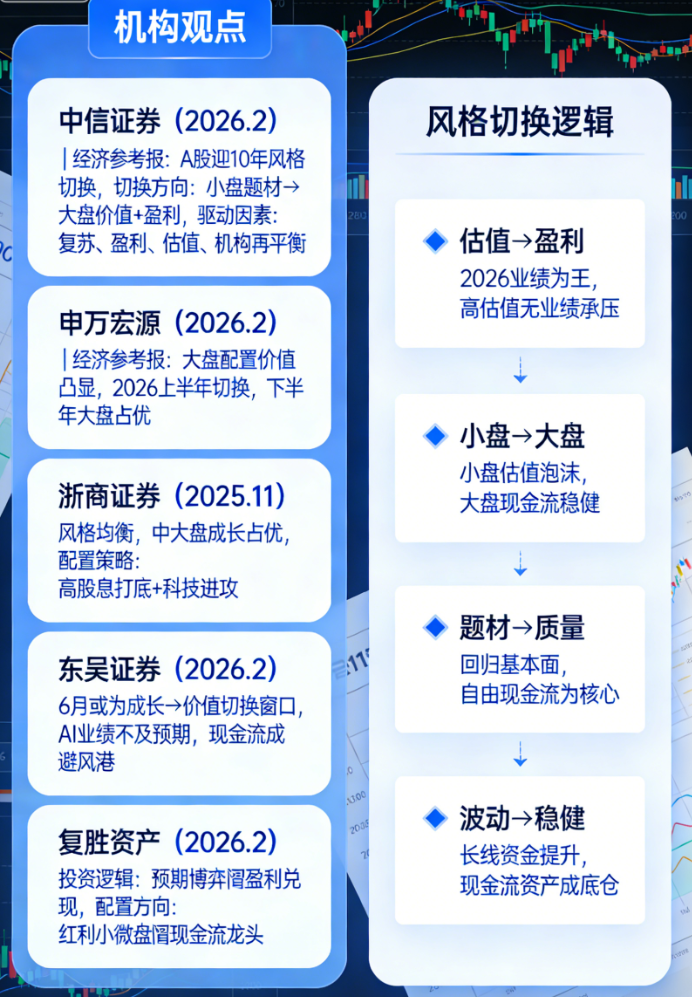 机构观点
中信证券（2026.2）
|经济参考报：A股迎10年风格
切换，切换方向：小盘题材→
大盘价值+盈利，驱动因素：
复苏、盈利、估值、机构再平衡
申万宏源（2026.2）
|经济参考报：大盘配置价值
凸显，2026上半年切换，下半
年大盘占优
浙商证券（2025.11）
风格均衡，中大盘成长占优，
配置策略：
高股息打底+科技进攻
东吴证券（2026.2）
6月或为成长→价值切换窗口，
AI业绩不及预期，现金流成
避风港
复胜资产（2026.2）
投资逻辑：预期博弈阍盈利兑
现，配置方向：
红利小微盘阍现金流龙头
风格切换逻辑
估值→盈利
2026业绩为王，
高估值无业绩承压
小盘→大盘
小盘估值泡沫，
大盘现金流稳健
题材→质量
回归基本面，
自由现金流为核心
波动→稳健
长线资金提升，
现金流资产成底仓
280
200